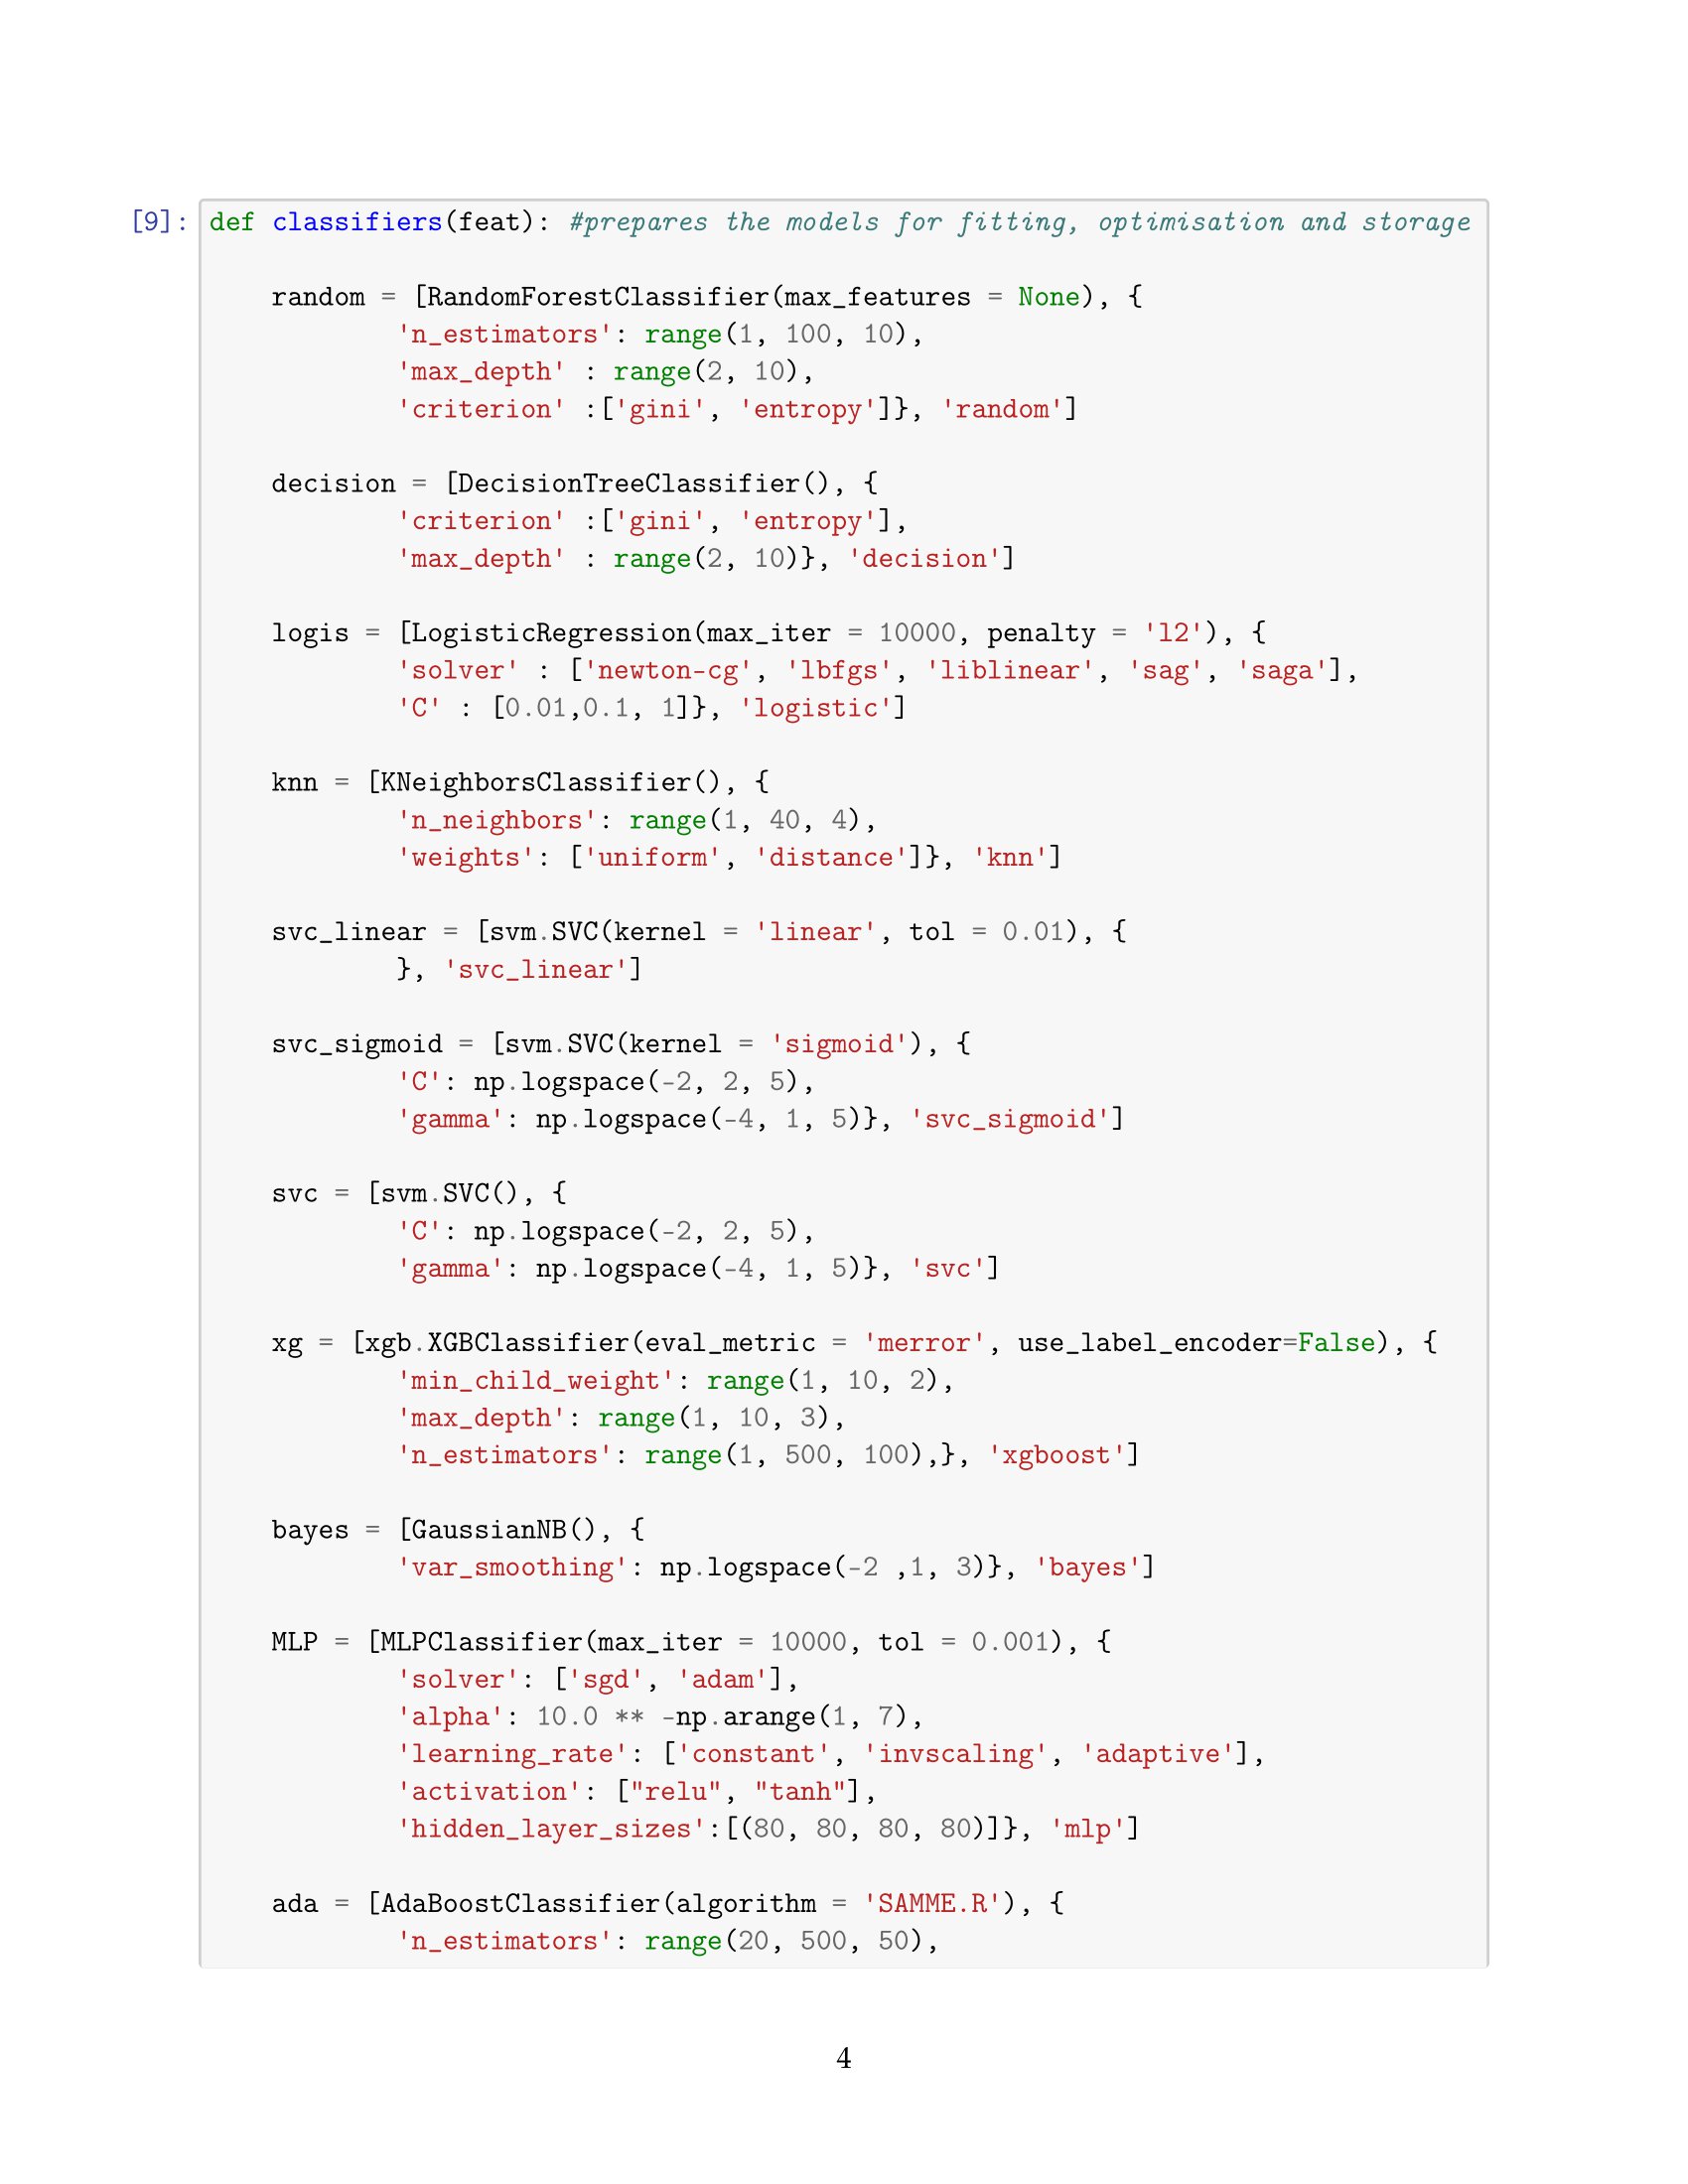 [9]: def classifiers(feat): #prepares the models for fitting, optimisation and storage

    random = [RandomForestClassifier(max_features = None), {
            'n_estimators': range(1, 100, 10),
            'max_depth' : range(2, 10),
            'criterion' :['gini', 'entropy']}, 'random']

    decision = [DecisionTreeClassifier(), {
            'criterion' :['gini', 'entropy'],
            'max_depth' : range(2, 10)}, 'decision']

    logis = [LogisticRegression(max_iter = 10000, penalty = 'l2'), {
            'solver' : ['newton-cg', 'lbfgs', 'liblinear', 'sag', 'saga'],
            'C' : [0.01,0.1, 1]}, 'logistic']

    knn = [KNeighborsClassifier(), {
            'n_neighbors': range(1, 40, 4),
            'weights': ['uniform', 'distance']}, 'knn']

    svc_linear = [svm.SVC(kernel = 'linear', tol = 0.01), {
            }, 'svc_linear']

    svc_sigmoid = [svm.SVC(kernel = 'sigmoid'), {
            'C': np.logspace(-2, 2, 5),
            'gamma': np.logspace(-4, 1, 5)}, 'svc_sigmoid']

    svc = [svm.SVC(), {
            'C': np.logspace(-2, 2, 5),
            'gamma': np.logspace(-4, 1, 5)}, 'svc']

    xg = [xgb.XGBClassifier(eval_metric = 'merror', use_label_encoder=False), {
            'min_child_weight': range(1, 10, 2),
            'max_depth': range(1, 10, 3),
            'n_estimators': range(1, 500, 100),}, 'xgboost']

    bayes = [GaussianNB(), {
            'var_smoothing': np.logspace(-2 ,1, 3)}, 'bayes']

    MLP = [MLPClassifier(max_iter = 10000, tol = 0.001), {
            'solver': ['sgd', 'adam'],
            'alpha': 10.0 ** -np.arange(1, 7),
            'learning_rate': ['constant', 'invscaling', 'adaptive'],
            'activation': ["relu", "tanh"],
            'hidden_layer_sizes':[(80, 80, 80, 80)]}, 'mlp']

    ada = [AdaBoostClassifier(algorithm = 'SAMME.R'), {
            'n_estimators': range(20, 500, 50),
4